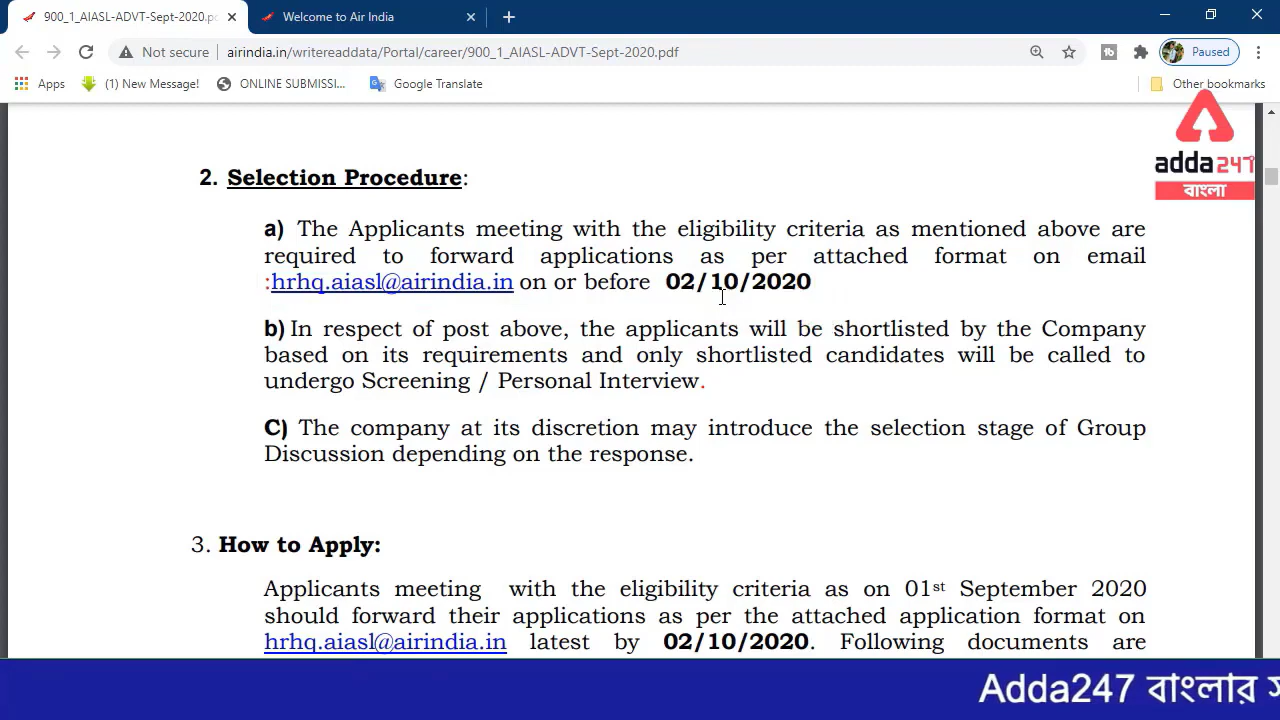 900_1_AIASL-ADVT-Sept-2020.pc
Welcome to Air India
Not secure
airindia.in/writereaddata/Portal/career/900_1_AIASL-ADVT-Sept-2020.pdf
Paused
Apps
(1) New Message!
ONLINE SUBMISSI...
Google Translate
Other bookmarks
adda247
বাংলা
2. Selection Procedure:
a) The Applicants meeting with the eligibility criteria as mentioned above are
required to forward applications as per attached format on email
:hrhq.aiasl@airindia.in on or before 02/10/2020
b) In respect of post above, the applicants will be shortlisted by the Company
based on its requirements and only shortlisted candidates will be called to
undergo Screening / Personal Interview.
C) The company at its discretion may introduce the selection stage of Group
Discussion depending on the response.
3. How to Apply:
Applicants meeting with the eligibility criteria as on 01st September 2020
should forward their applications as per the attached application format on
hrhq.aiasl@airindia.in latest by 02/10/2020. Following documents are
Adda247 বাংলার